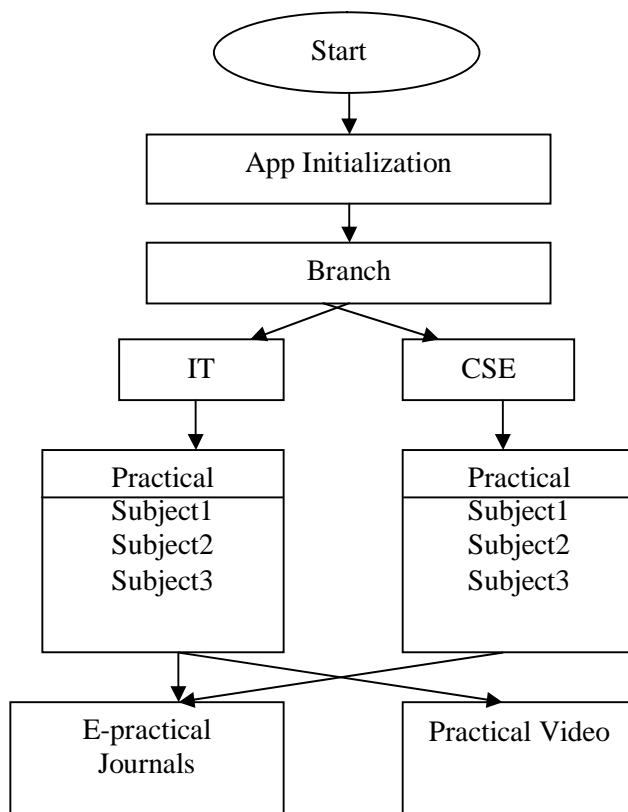 Start
App Initialization
Branch
IT
CSE
Practical
Subject1
Subject2
Subject3
Practical
Subject1
Subject2
Subject3
E-practical
Journals
Practical Video